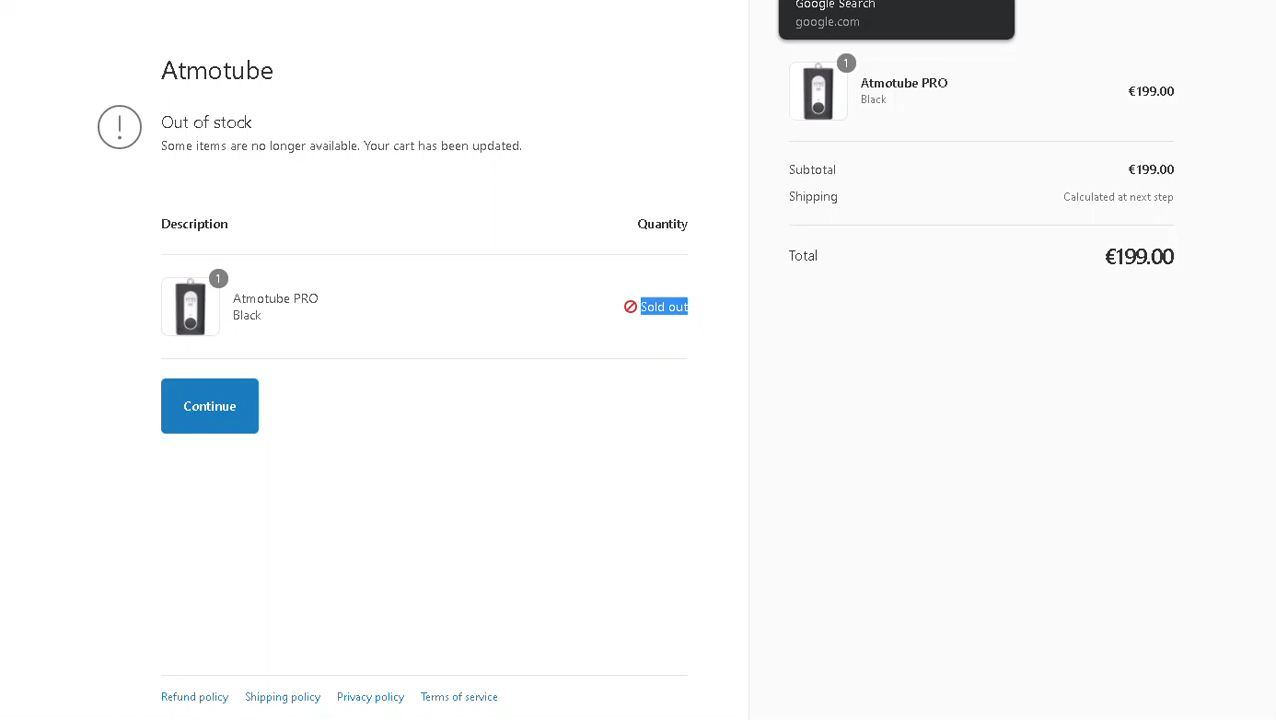 Google Search
google.com
Atmotube
Out of stock
Some items are no longer available. Your cart has been updated.
Description Quantity
1
Atmotube PRO
Black
Sold out
Continue
Refund policy Shipping policy Privacy policy Terms of service
1
Atmotube PRO
Black
€199.00
Subtotal €199.00
Shipping Calculated at next step
Total €199.00